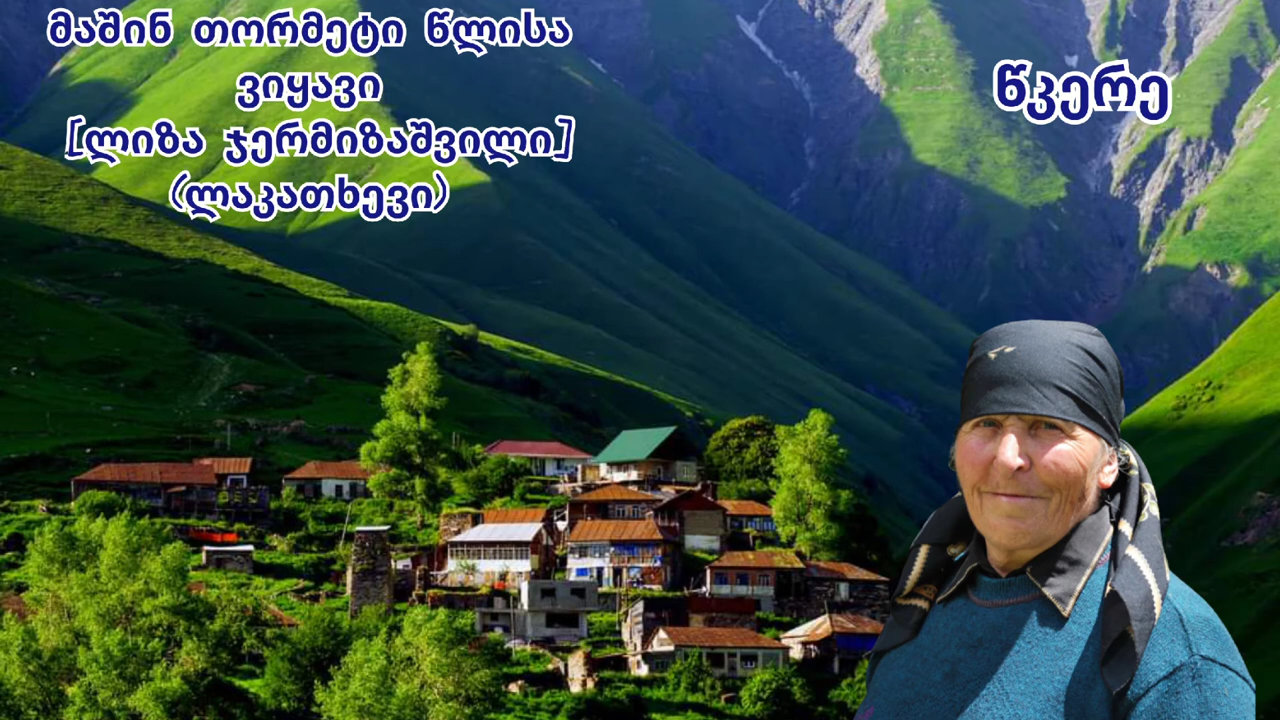 მაშინ თორმეტი წლისა
ვიყავი
[ლიზა ჯერმიზაშვილი]
(ლაკათხევი)
წკერე